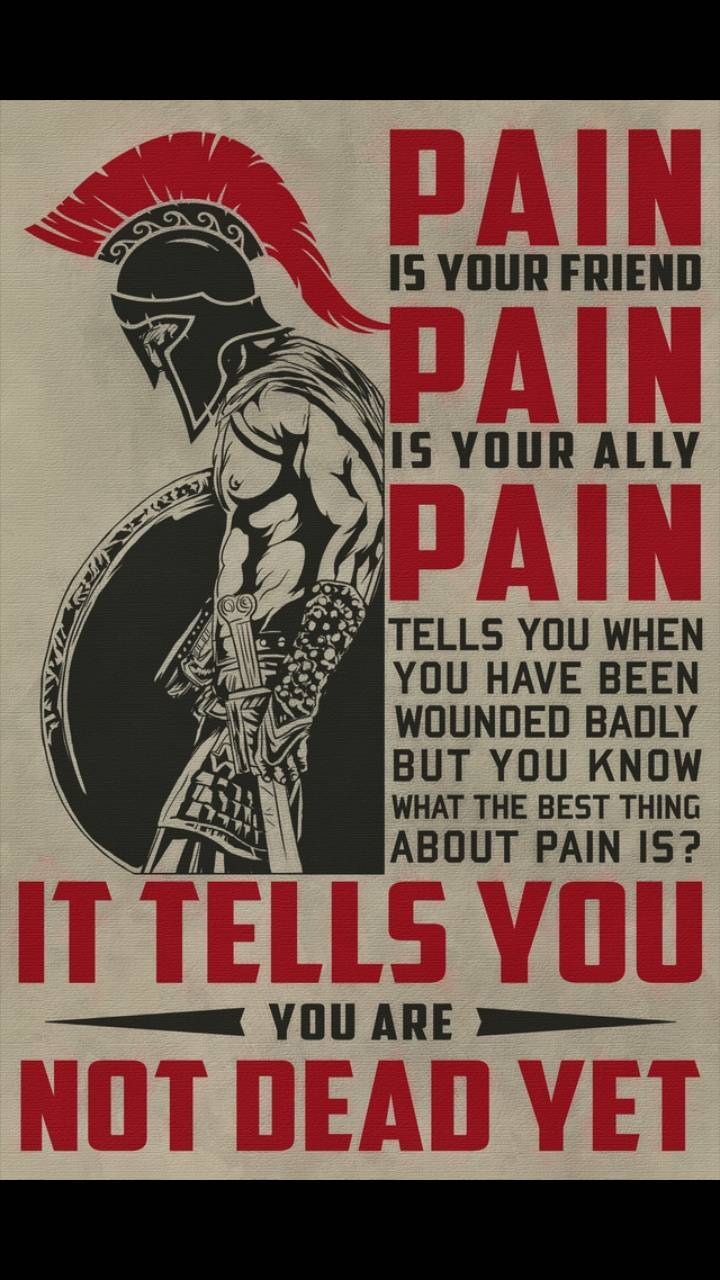 PAIN
IS YOUR FRIEND
PAIN
IS YOUR ALLY
PAIN
TELLS YOU WHEN
YOU HAVE BEEN
WOUNDED BADLY
BUT YOU KNOW
WHAT THE BEST THING
ABOUT PAIN IS?
IT TELLS YOU
YOU ARE
NOT DEAD YET